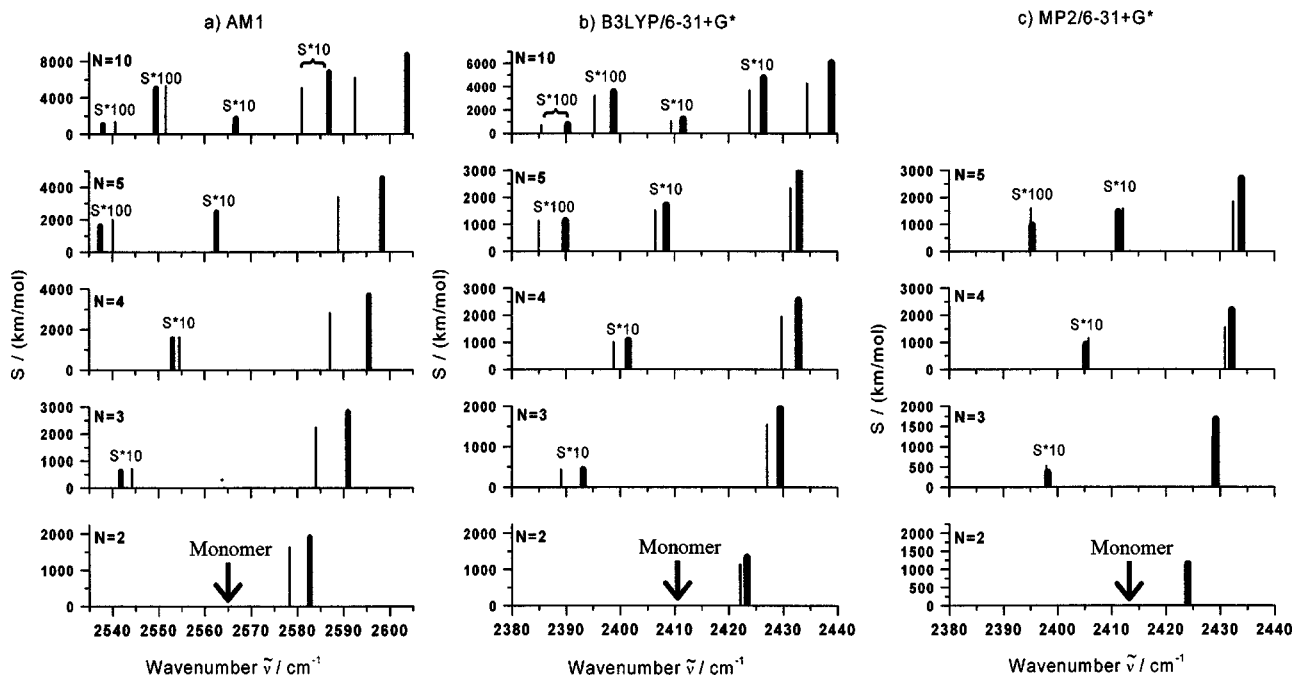 a) AM1
b) B3LYP/6-31+G*
c) MP2/6-31+G*
S / (km/mol)
N=10
S*100
S*100
S*10
S*10
8000
6000
4000
2000
0
N=5
S*100
S*10
4000
2000
0
N=4
S*10
4000
3000
2000
1000
0
N=3
S*10
3000
2000
1000
0
N=2
Monomer
2000
1000
0
2540 2550 2560 2570 2580 2590 2600
Wavenumber ṽ / cm⁻¹
S / (km/mol)
N=10
S*100
S*100
S*10
S*10
6000
4000
2000
0
N=5
S*100
S*10
3000
2000
1000
0
N=4
S*10
3000
2000
1000
0
N=3
S*10
2000
1000
0
N=2
Monomer
2000
1000
0
2380 2390 2400 2410 2420 2430 2440
Wavenumber ṽ / cm⁻¹
S / (km/mol)
N=5
S*100
S*10
3000
2000
1000
0
N=4
S*10
3000
2000
1000
0
N=3
S*10
2000
1500
1000
500
0
N=2
Monomer
2000
1500
1000
500
0
2380 2390 2400 2410 2420 2430 2440
Wavenumber ṽ / cm⁻¹